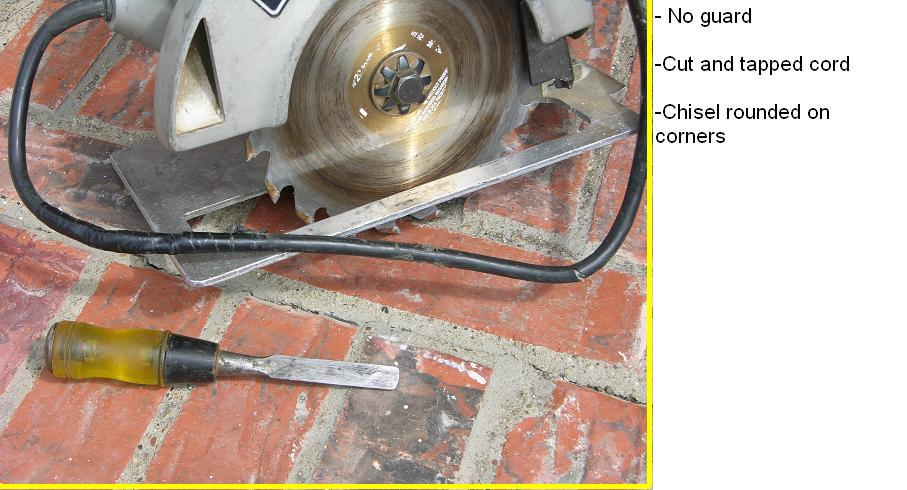 - No guard
-Cut and tapped cord
-Chisel rounded on
corners